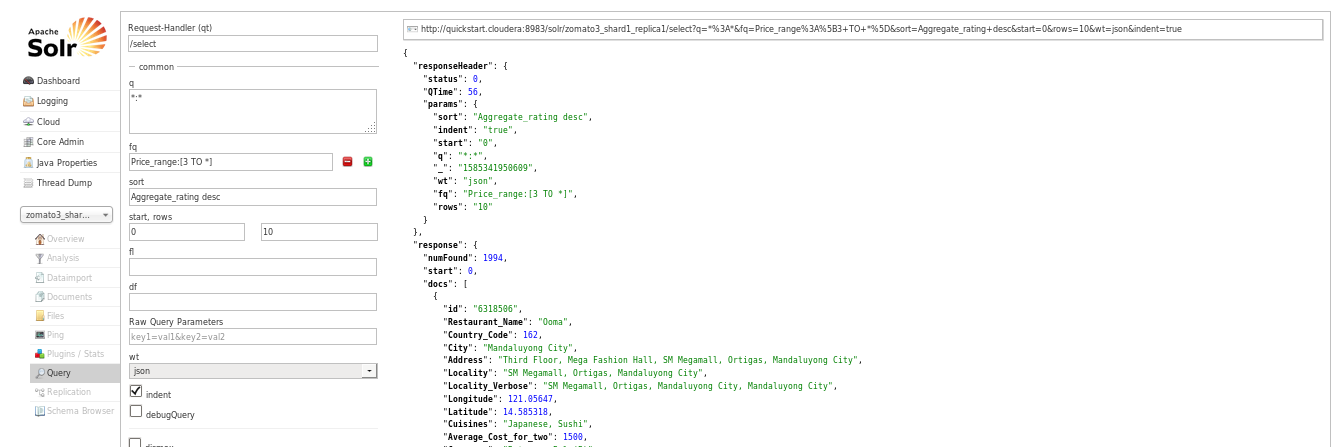 Apache
Solr
Dashboard
Logging
Cloud
Core Admin
Java Properties
Thread Dump
zomato3_shar...
Overview
Analysis
Dataimport
Documents
Files
Ping
Plugins / Stats
Query
Replication
Schema Browser
Request-Handler (qt)
/select
common
q
*:*
fq
Price_range:[3 TO *]
sort
Aggregate_rating desc
start, rows
0 10
fl
df
Raw Query Parameters
key1=val1&key2=val2
wt
json
indent
debugQuery
http://quickstart.cloudera:8983/solr/zomato3_shard1_replica1/select?q=*%3A*&fq=Price_range%3A%5B3+TO+*%5D&sort=Aggregate_rating+desc&start=0&rows=10&wt=json&indent=true
{
"responseHeader": {
"status": 0,
"QTime": 56,
"params": {
"sort": "Aggregate_rating desc",
"indent": "true",
"start": "0",
"q": "*:*",
"_": "1585341950609",
"wt": "json",
"fq": "Price_range:[3 TO *]",
"rows": "10"
}
},
"response": {
"numFound": 1994,
"start": 0,
"docs": [
{
"id": "6318506",
"Restaurant_Name": "Ooma",
"Country_Code": 162,
"City": "Mandaluyong City",
"Address": "Third Floor, Mega Fashion Hall, SM Megamall, Ortigas, Mandaluyong City",
"Locality": "SM Megamall, Ortigas, Mandaluyong City",
"Locality_Verbose": "SM Megamall, Ortigas, Mandaluyong City, Mandaluyong City",
"Longitude": 121.05647,
"Latitude": 14.585318,
"Cuisines": "Japanese, Sushi",
"Average_Cost_for_two": 1500,